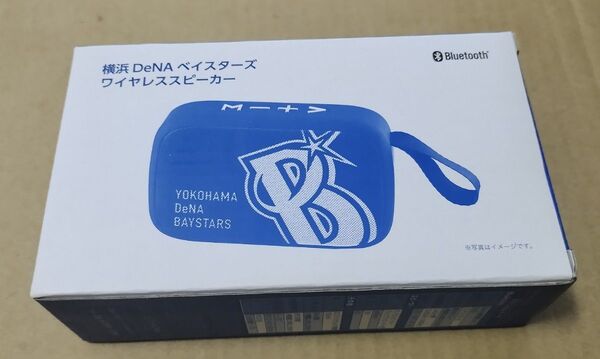 横浜 DeNA ベイスターズ
ワイヤレススピーカー
Bluetooth
YOKOHAMA
DeNA
BAYSTARS
※写真はイメージです。